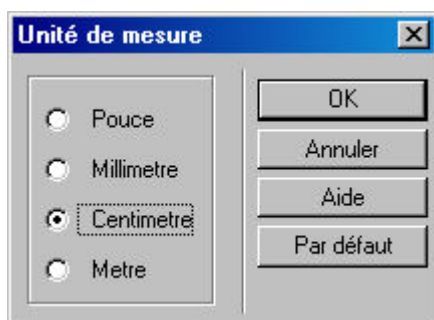 Unité de mesure
Pouce
Millimetre
Centimetre
Metre
OK
Annuler
Aide
Par défaut